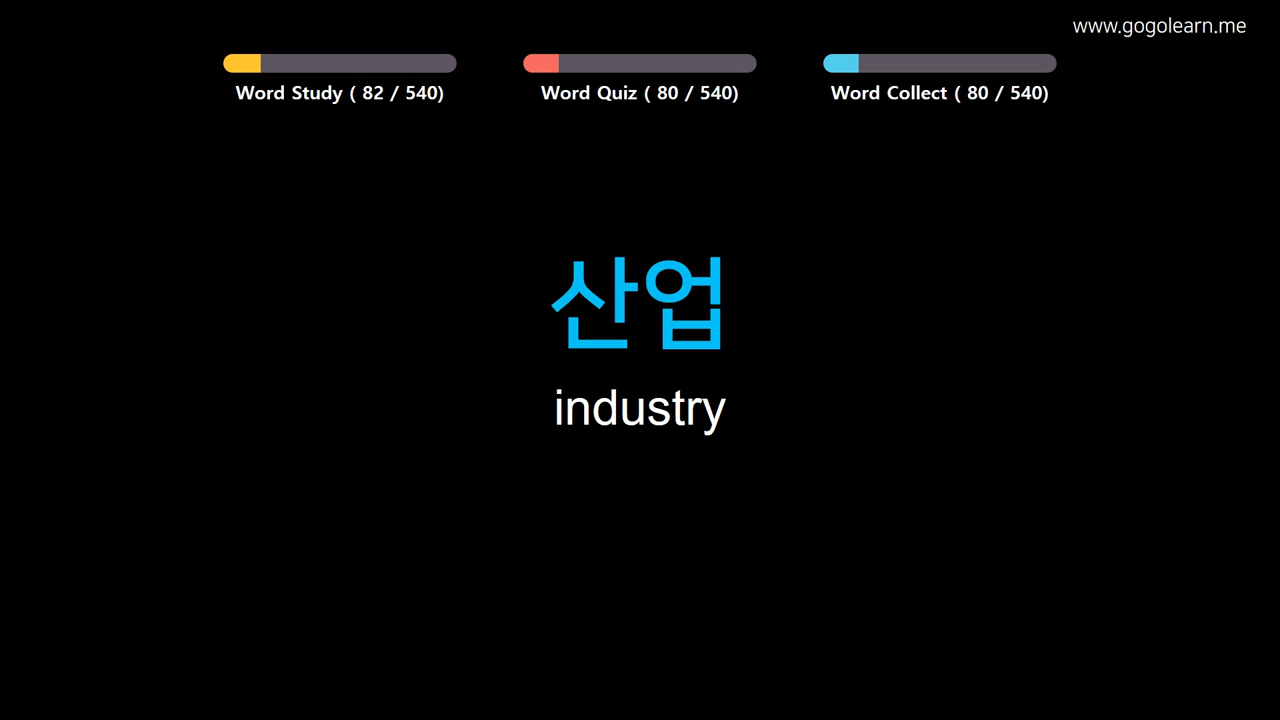 www.gogolearn.me
Word Study ( 82 / 540)
Word Quiz ( 80 / 540)
Word Collect ( 80 / 540)
산업
industry